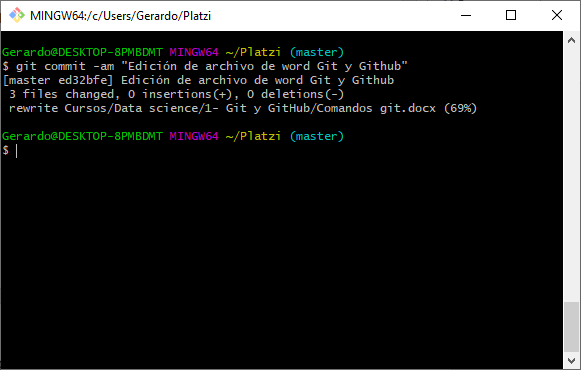 MINGW64:/c/Users/Gerardo/Platzi
Gerardo@DESKTOP-8PMBDMT MINGW64 ~/Platzi (master)
$ git commit -am "Edición de archivo de word Git y Github"
[master ed32bfe] Edición de archivo de word Git y Github
 3 files changed, 0 insertions(+), 0 deletions(-)
 rewrite Cursos/Data science/1- Git y GitHub/Comandos git.docx (69%)
Gerardo@DESKTOP-8PMBDMT MINGW64 ~/Platzi (master)
$